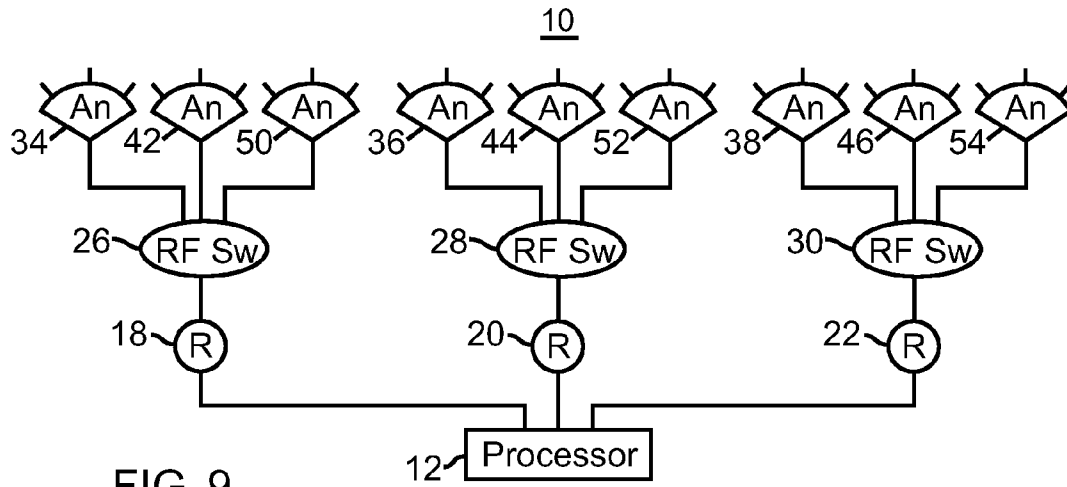 10
An An An An An An An An An
34 42 50 36 44 52 38 46 54
26 RF Sw 28 RF Sw 30 RF Sw
18 R 20 R 22 R
12 Processor
FIG. 9